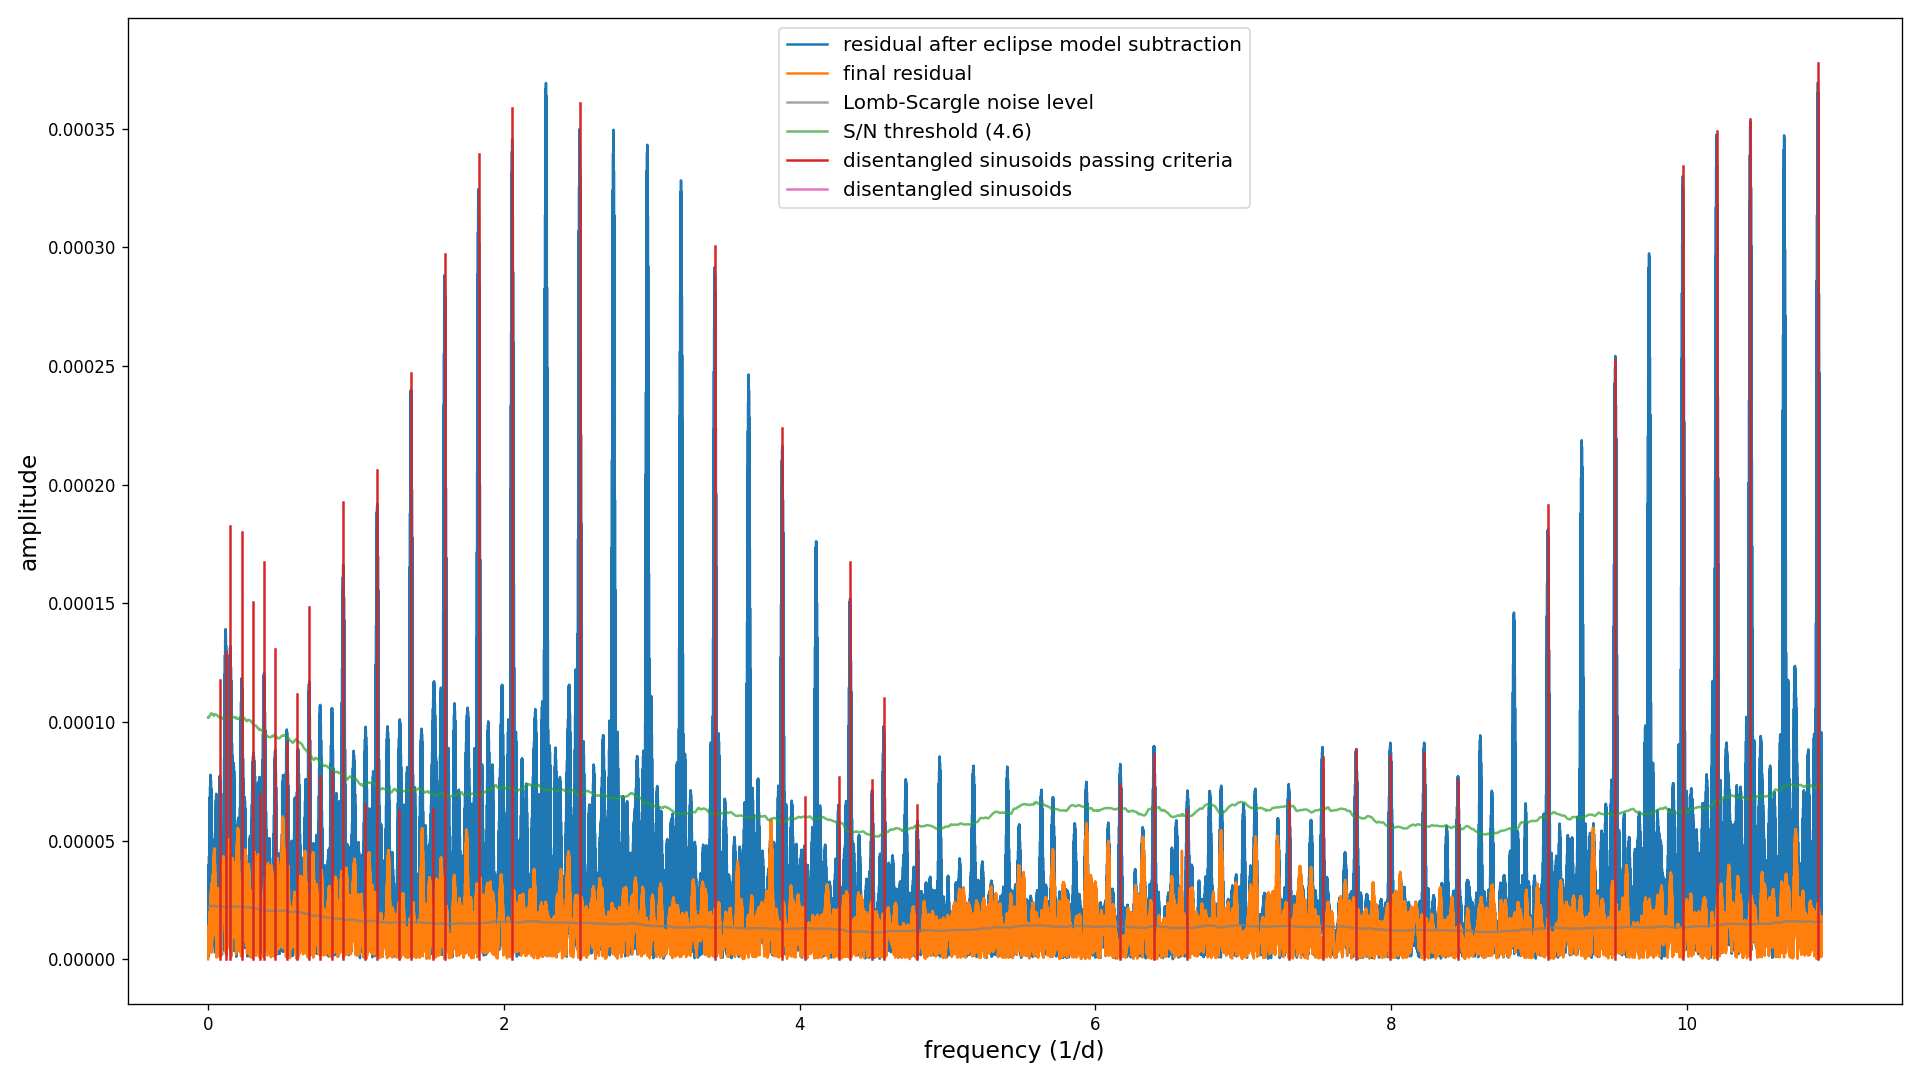 residual after eclipse model subtraction
final residual
Lomb-Scargle noise level
S/N threshold (4.6)
disentangled sinusoids passing criteria
disentangled sinusoids
amplitude
0.00035
0.00030
0.00025
0.00020
0.00015
0.00010
0.00005
0.00000
0 2 4 6 8 10
frequency (1/d)